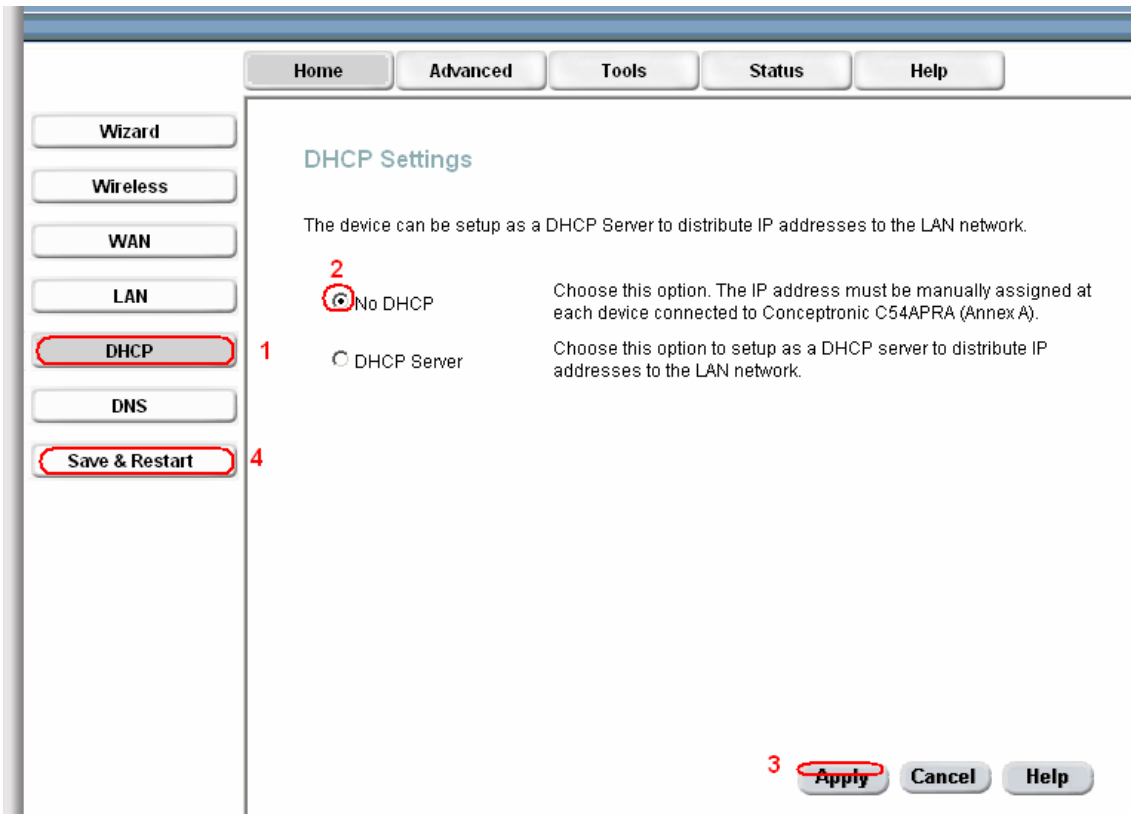 Home Advanced Tools Status Help
Wizard
Wireless
WAN
LAN
DHCP 1
DNS
Save & Restart 4
DHCP Settings
The device can be setup as a DHCP Server to distribute IP addresses to the LAN network.
2
No DHCP
Choose this option. The IP address must be manually assigned at
each device connected to Conceptronic C54APRA (Annex A).
DHCP Server
Choose this option to setup as a DHCP server to distribute IP
addresses to the LAN network.
3 Apply Cancel Help